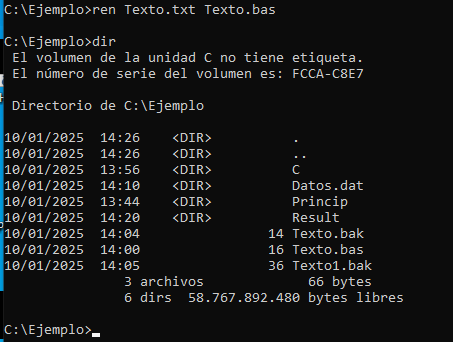 C:\Ejemplo>ren Texto.txt Texto.bas
C:\Ejemplo>dir
El volumen de la unidad C no tiene etiqueta.
El número de serie del volumen es: FCCA-C8E7
Directorio de C:\Ejemplo
10/01/2025  14:26    <DIR>          .
10/01/2025  14:26    <DIR>          ..
10/01/2025  13:56    <DIR>          C
10/01/2025  14:10    <DIR>          Datos.dat
10/01/2025  13:44    <DIR>          Princip
10/01/2025  14:20    <DIR>          Result
10/01/2025  14:04                14 Texto.bak
10/01/2025  14:00                16 Texto.bas
10/01/2025  14:05                36 Texto1.bak
3 archivos             66 bytes
6 dirs  58.767.892.480 bytes libres
C:\Ejemplo>